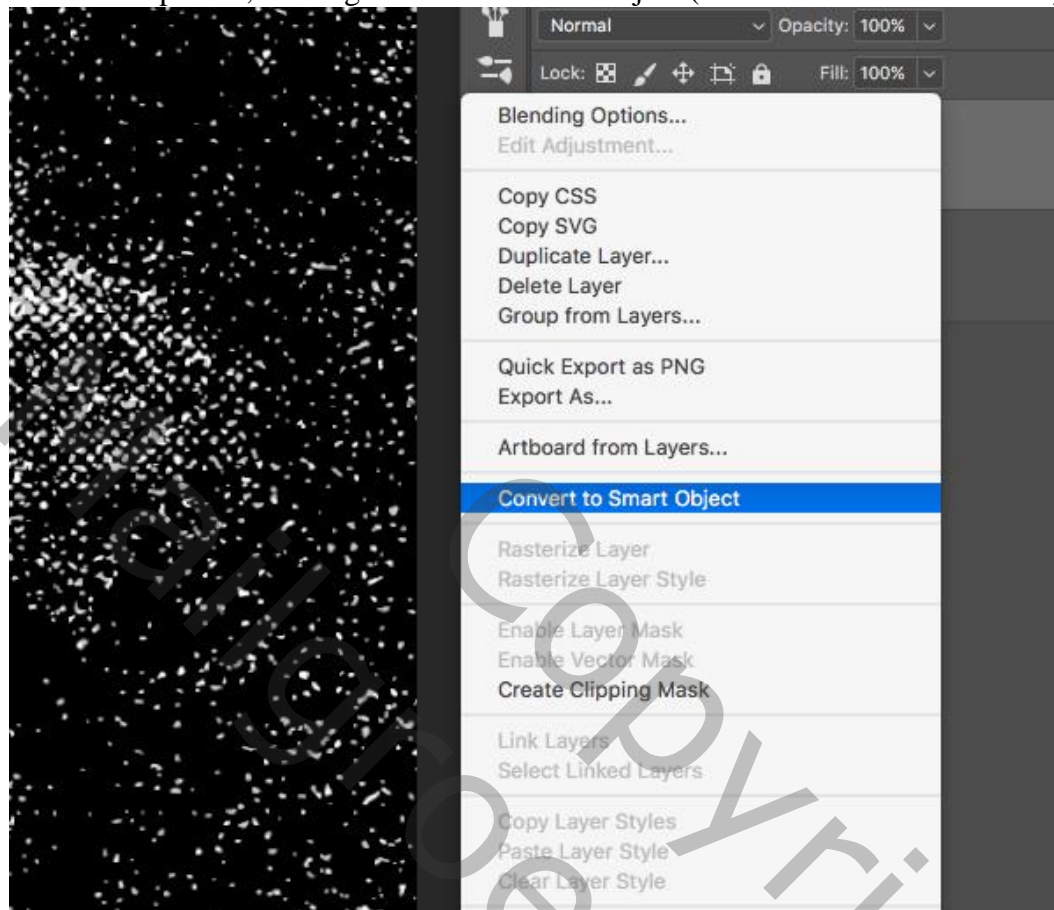 Normal Opacity: 100%
Lock: Fill: 100%
Blending Options...
Edit Adjustment...
Copy CSS
Copy SVG
Duplicate Layer...
Delete Layer
Group from Layers...
Quick Export as PNG
Export As...
Artboard from Layers...
Convert to Smart Object
Rasterize Layer
Rasterize Layer Style
Enable Layer Mask
Enable Vector Mask
Create Clipping Mask
Link Layers
Select Linked Layers
Copy Layer Styles
Paste Layer Style
Clear Layer Style